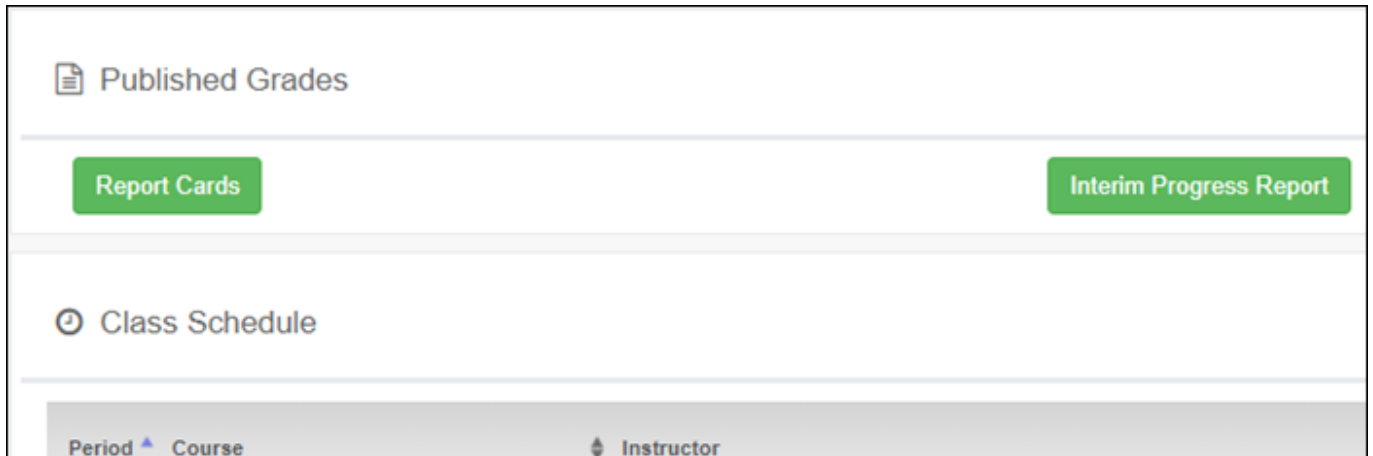 Published Grades
Report Cards Interim Progress Report
Class Schedule
Period Course Instructor